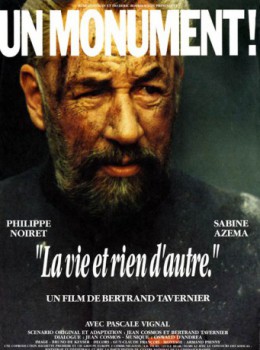 UN MONUMENT!
PHILIPPE
NOIRET
SABINE
AZEMA
"La vie et rien d'autre."
UN FILM DE BERTRAND TAVERNIER
AVEC PASCALE VIGNAL
SCENARIO ORIGINAL ET ADAPTATION : JEAN COSMOS ET BERTRAND TAVERNIER
DIALOGUE : JEAN COSMOS - MUSIQUE : OSWALD D'ANDREA